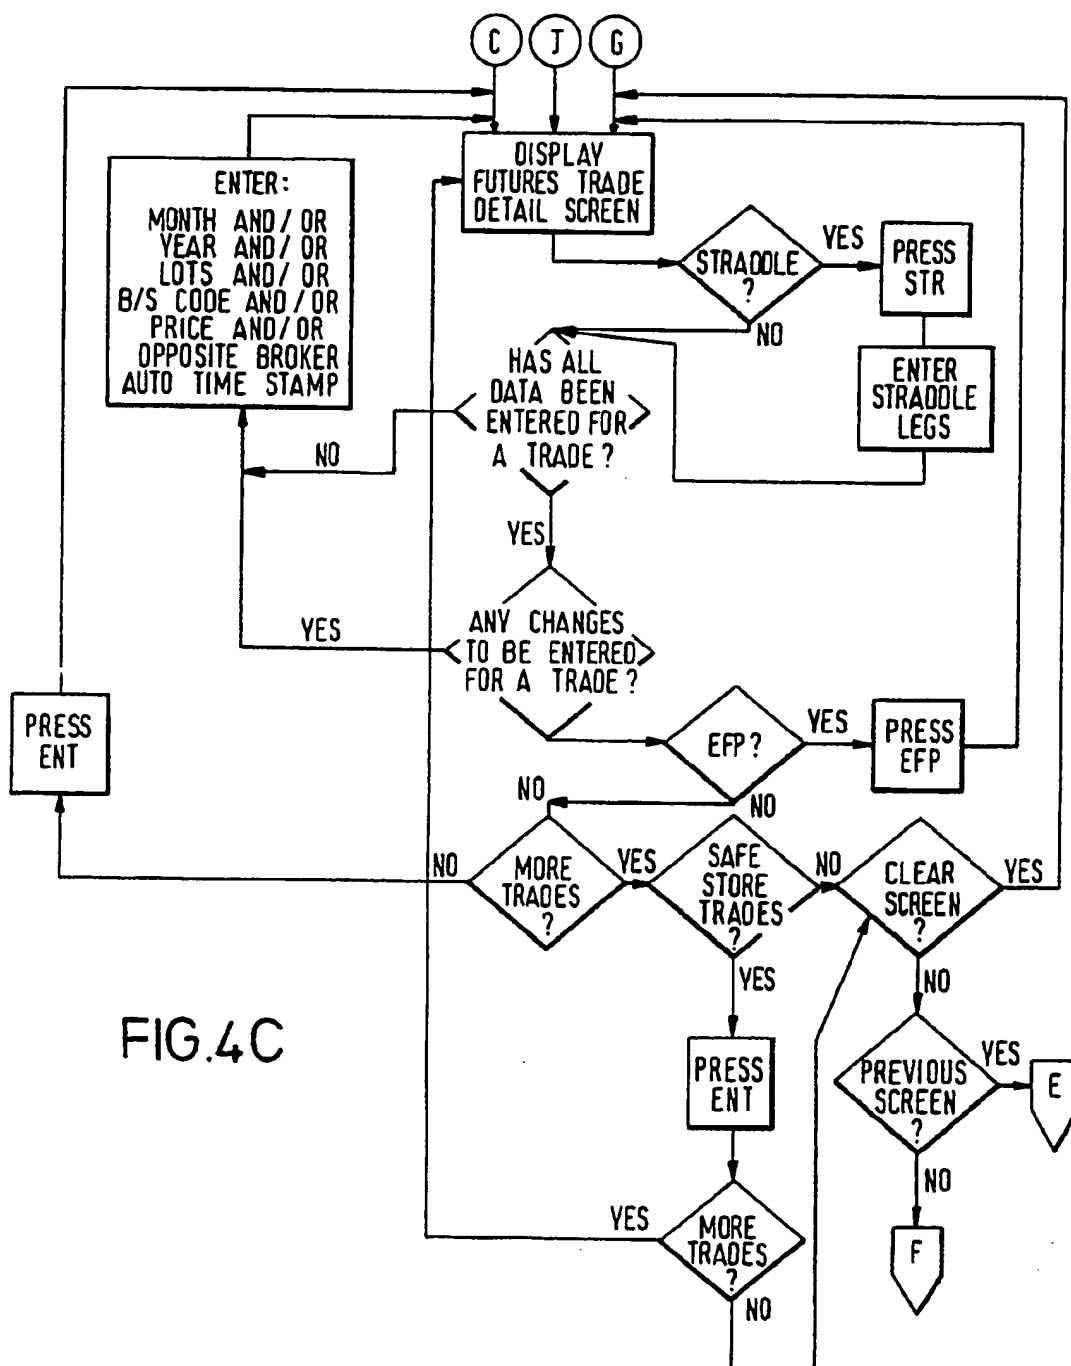 C
J
G
DISPLAY
FUTURES TRADE
DETAIL SCREEN
ENTER:
MONTH AND/OR
YEAR AND/OR
LOTS AND/OR
B/S CODE AND/OR
PRICE AND/OR
OPPOSITE BROKER
AUTO TIME STAMP
STRADDLE
?
YES
PRESS
STR
NO
ENTER
STRADDLE
LEGS
HAS ALL
DATA BEEN
ENTERED FOR
A TRADE?
NO
YES
ANY CHANGES
TO BE ENTERED
FOR A TRADE?
YES
PRESS
ENT
EFP?
YES
PRESS
EFP
NO
NO
NO
MORE
TRADES
?
YES
SAFE
STORE
TRADES
?
NO
CLEAR
SCREEN
?
YES
YES
NO
FIG.4C
PRESS
ENT
PREVIOUS
SCREEN
?
YES
E
NO
YES
MORE
TRADES
?
F
NO